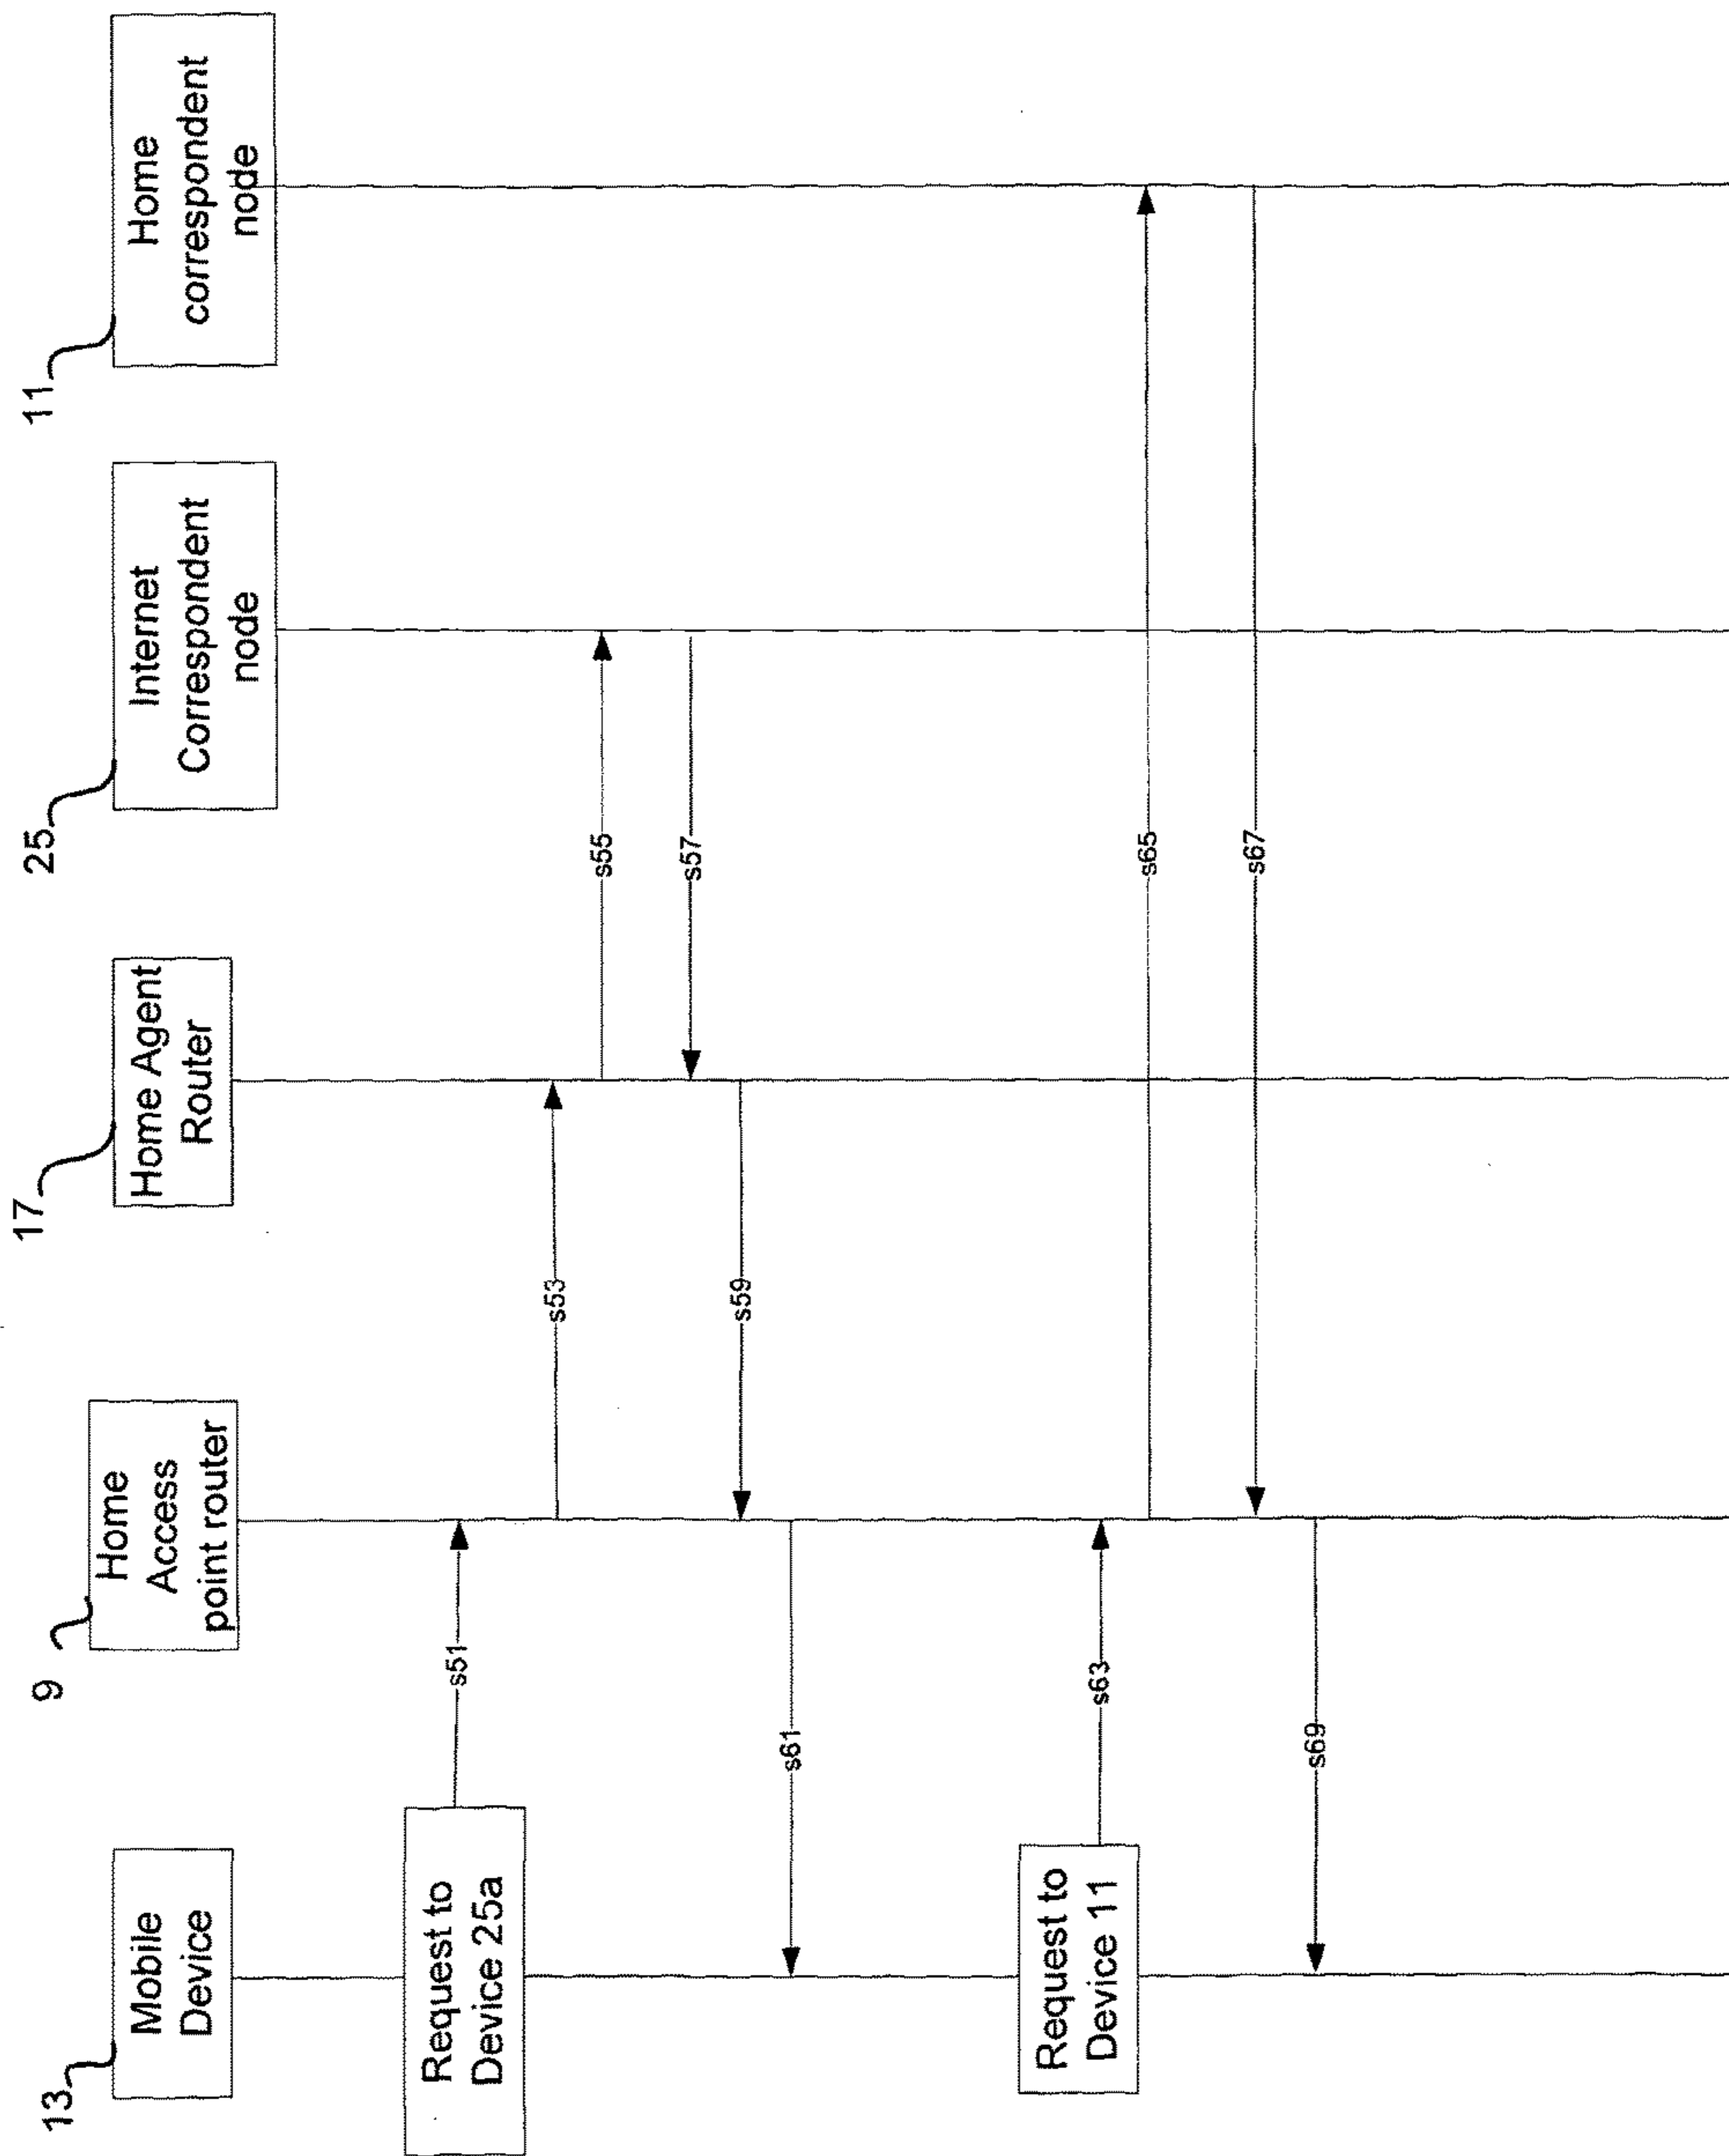 13
Mobile
Device
9
Home
Access
point router
17
Home Agent
Router
25
Internet
Correspondent
node
11
Home
correspondent
node
Request to
Device 25a
s51
s53
s55
s57
s59
s61
Request to
Device 11
s63
s65
s67
s69